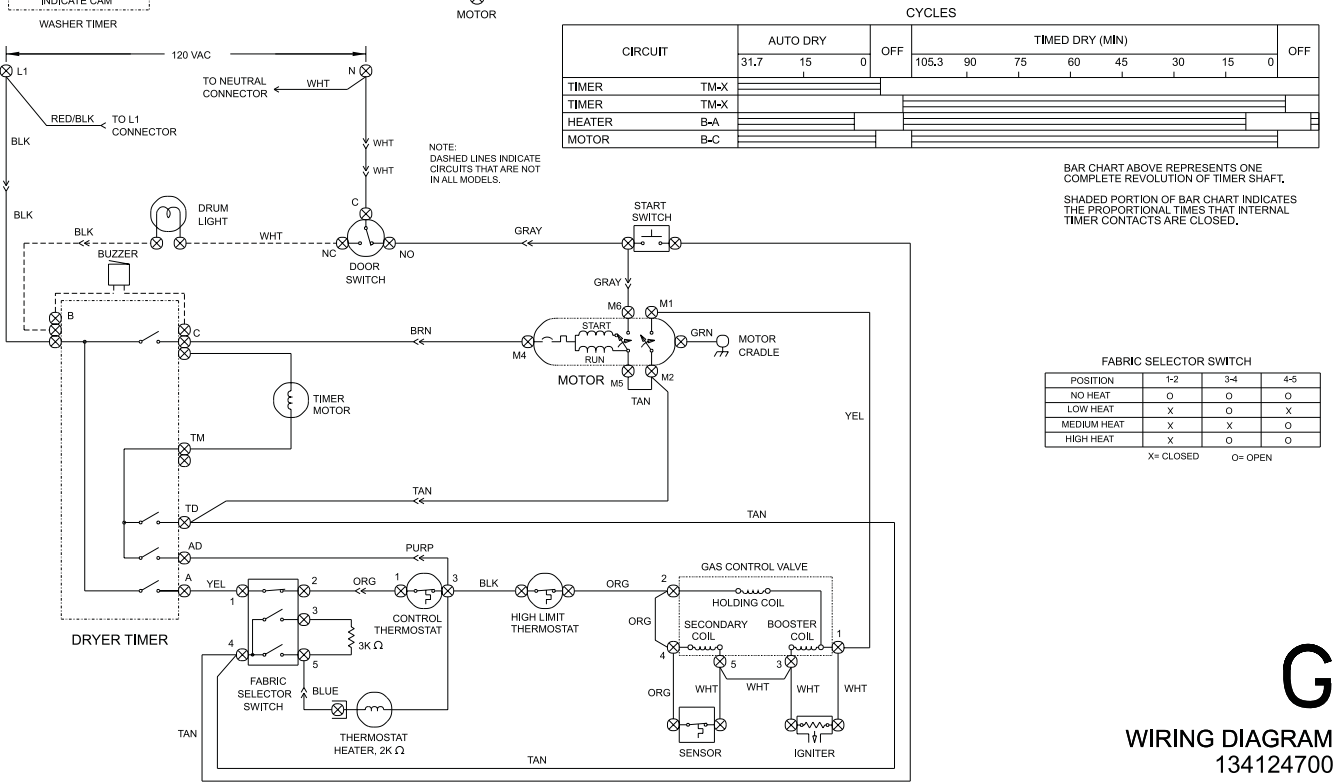 INDICATE CAM
WASHER TIMER
MOTOR
CYCLES
CIRCUIT
AUTO DRY
OFF
TIMED DRY (MIN)
OFF
31.7 15 0
105.3 90 75 60 45 30 15 0
TIMER TM-X
TIMER TM-X
HEATER B-A
MOTOR B-C
120 VAC
L1
N
TO NEUTRAL
CONNECTOR
WHT
RED/BLK
TO L1
CONNECTOR
BLK
WHT
WHT
NOTE:
DASHED LINES INDICATE
CIRCUITS THAT ARE NOT
IN ALL MODELS.
BAR CHART ABOVE REPRESENTS ONE
COMPLETE REVOLUTION OF TIMER SHAFT.
SHADED PORTION OF BAR CHART INDICATES
THE PROPORTIONAL TIMES THAT INTERNAL
TIMER CONTACTS ARE CLOSED.
BLK
DRUM
LIGHT
C
START
SWITCH
BLK
WHT
GRAY
BUZZER
NC
NO
DOOR
SWITCH
GRAY
B
C
BRN
M6
M1
START
RUN
M4
GRN
MOTOR
CRADLE
MOTOR
M5
M2
TAN
TIMER
MOTOR
YEL
FABRIC SELECTOR SWITCH
POSITION 1-2 3-4 4-5
NO HEAT O O O
LOW HEAT X O X
MEDIUM HEAT X X O
HIGH HEAT X O O
X= CLOSED O= OPEN
TM
TAN
TD
TAN
AD
PURP
A
YEL
1
2
ORG
1
3
BLK
ORG
2
GAS CONTROL VALVE
HOLDING COIL
CONTROL
THERMOSTAT
HIGH LIMIT
THERMOSTAT
ORG
SECONDARY
COIL
BOOSTER
COIL
1
DRYER TIMER
3
3K Ω
4
5
4
5
3
FABRIC
SELECTOR
SWITCH
BLUE
ORG
WHT
WHT
WHT
WHT
THERMOSTAT
HEATER, 2K Ω
SENSOR
IGNITER
TAN
TAN
G
WIRING DIAGRAM
134124700